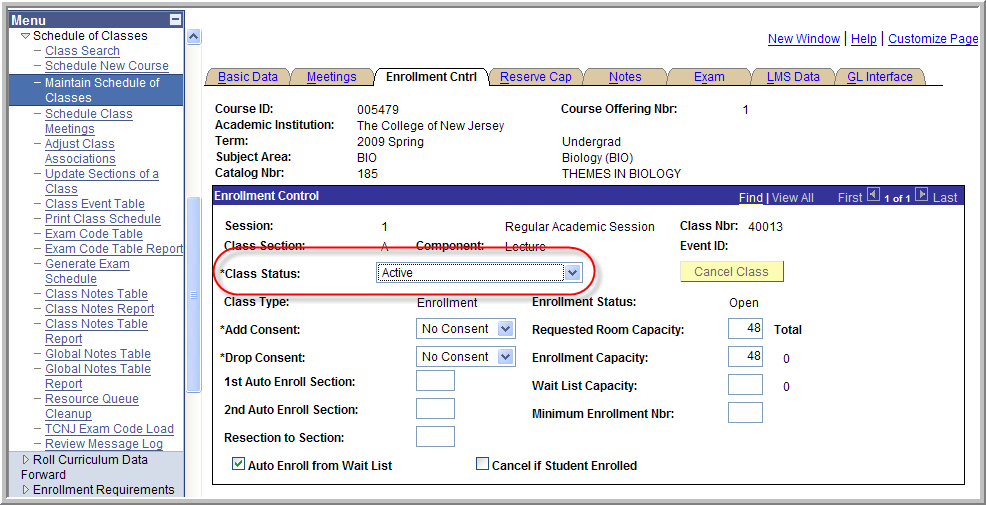 Menu
Schedule of Classes
Class Search
Schedule New Course
Maintain Schedule of
Classes
Schedule Class
Meetings
Adjust Class
Associations
Update Sections of a
Class
Class Event Table
Print Class Schedule
Exam Code Table
Exam Code Table Report
Generate Exam
Schedule
Class Notes Table
Class Notes Report
Class Notes Table
Report
Global Notes Table
Global Notes Table
Report
Resource Queue
Cleanup
TCNJ Exam Code Load
Review Message Log
Roll Curriculum Data
Forward
Enrollment Requirements
New Window | Help | Customize Page
Basic Data Meetings Enrollment Cntrl Reserve Cap Notes Exam LMS Data GL Interface
Course ID: 005479 Course Offering Nbr: 1
Academic Institution: The College of New Jersey
Term: 2009 Spring Undergrad
Subject Area: BIO Biology (BIO)
Catalog Nbr: 185 THEMES IN BIOLOGY
Enrollment Control Find | View All First 1 of 1 Last
Session: 1 Regular Academic Session Class Nbr: 40013
Class Section: A Component: Lecture Event ID:
*Class Status: Active Cancel Class
Class Type: Enrollment Enrollment Status: Open
*Add Consent: No Consent Requested Room Capacity: 48 Total
*Drop Consent: No Consent Enrollment Capacity: 48 0
1st Auto Enroll Section: Wait List Capacity: 0
2nd Auto Enroll Section: Minimum Enrollment Nbr:
Resection to Section:
Auto Enroll from Wait List Cancel if Student Enrolled